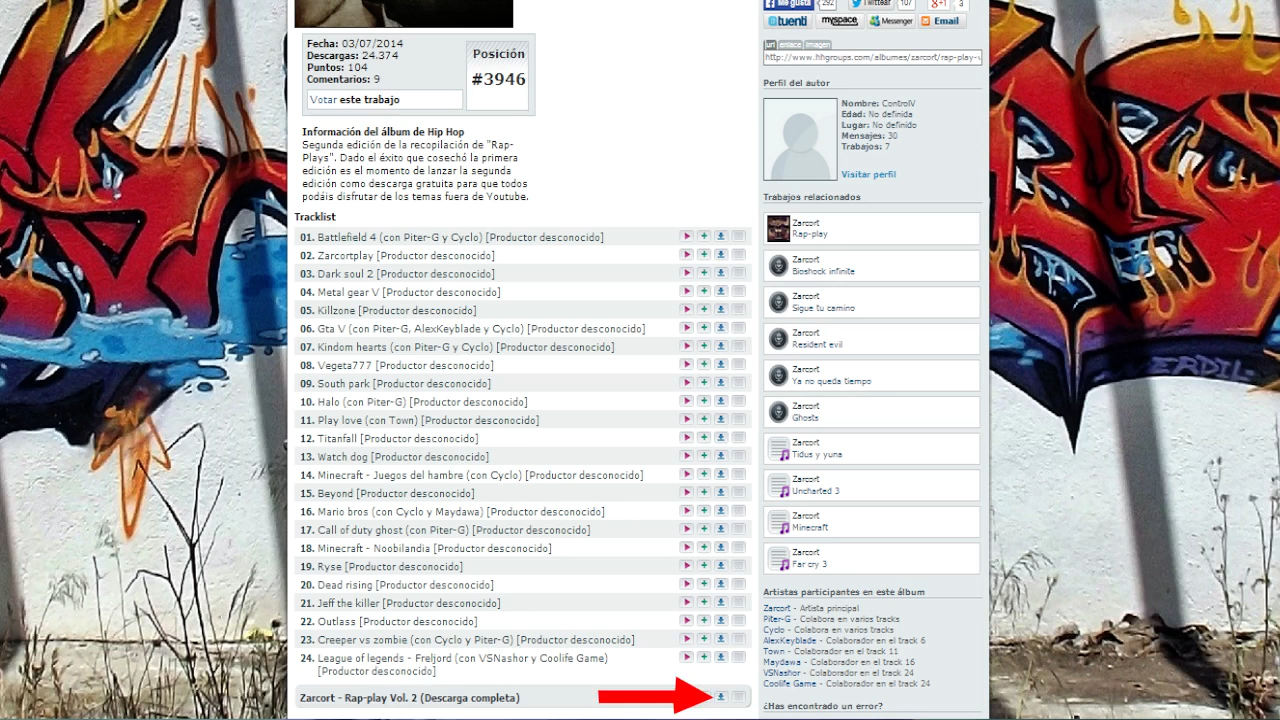 Fecha: 03/07/2014
Descargas: 24.374
Puntos: 104
Comentarios: 9
Votar este trabajo
Posición
#3946
Información del álbum de Hip Hop
Segunda edición de la recopilación de "Rap-
Plays". Dado el éxito que cosechó la primera
edición es el momento de lanzar la segunda
edición como descarga gratuita para que todos
podáis disfrutar de los temas fuera de Youtube.
Tracklist
01. Battlefield (con Piter-G y Cyclo) [Productor desconocido]
02. Zarcortplay [Productor desconocido]
03. Dark soul 2 [Productor desconocido]
04. Metal gear V [Productor desconocido]
05. Killzone [Productor desconocido]
06. Gta V (con Piter-G, AlexKeyblade y Cyclo) [Productor desconocido]
07. Kindom hearts (con Piter-G y Cyclo) [Productor desconocido]
08. Vegeta777 [Productor desconocido]
09. South park [Productor desconocido]
10. Halo (con Piter-G) [Productor desconocido]
11. Play Ficción (con Town) [Productor desconocido]
12. Titanfall [Productor desconocido]
13. Watch dog [Productor desconocido]
14. Minecraft - Juegos del hambre (con Cyclo) [Productor desconocido]
15. Beyond [Productor desconocido]
16. Mario bros (con Cyclo y Maydawa) [Productor desconocido]
17. Call of duty ghost (con Piter-G) [Productor desconocido]
18. Minecraft - Noobilandia [Productor desconocido]
19. Fifa [Productor desconocido]
20. Dead rising [Productor desconocido]
21. Jeff the killer [Productor desconocido]
22. Outlass [Productor desconocido]
23. Creeper vs zombie (con Cyclo y Piter-G) [Productor desconocido]
24. League of legends - Freljord (con VSNashor y Coolife Game)
[Productor desconocido]
Zarcort - Rap-play Vol. 2 (Descarga completa)
Me gusta 292 Twittear 107 g+1 3
tuenti myspace Messenger Email
url enlace imagen
http://www.hhgroups.com/albumes/zarcort/rap-play-v
Perfil del autor
Nombre: ControlV
Edad: No definida
Lugar: No definido
Mensajes: 30
Trabajos: 7
Visitar perfil
Trabajos relacionados
Zarcort
Rap-play
Zarcort
Bioshock infinite
Zarcort
Sigue tu camino
Zarcort
Resident evil
Zarcort
Ya no queda tiempo
Zarcort
Ghosts
Zarcort
Tidus y yuna
Zarcort
Uncharted 3
Zarcort
Minecraft
Zarcort
Far cry 3
Artistas participantes en este álbum
Zarcort - Artista principal
Piter-G - Colabora en varios tracks
Cyclo - Colabora en varios tracks
AlexKeyblade - Colaborador en el track 6
Town - Colaborador en el track 11
Maydawa - Colaborador en el track 16
VSNashor - Colaborador en el track 24
Coolife Game - Colaborador en el track 24
¿Has encontrado un error?